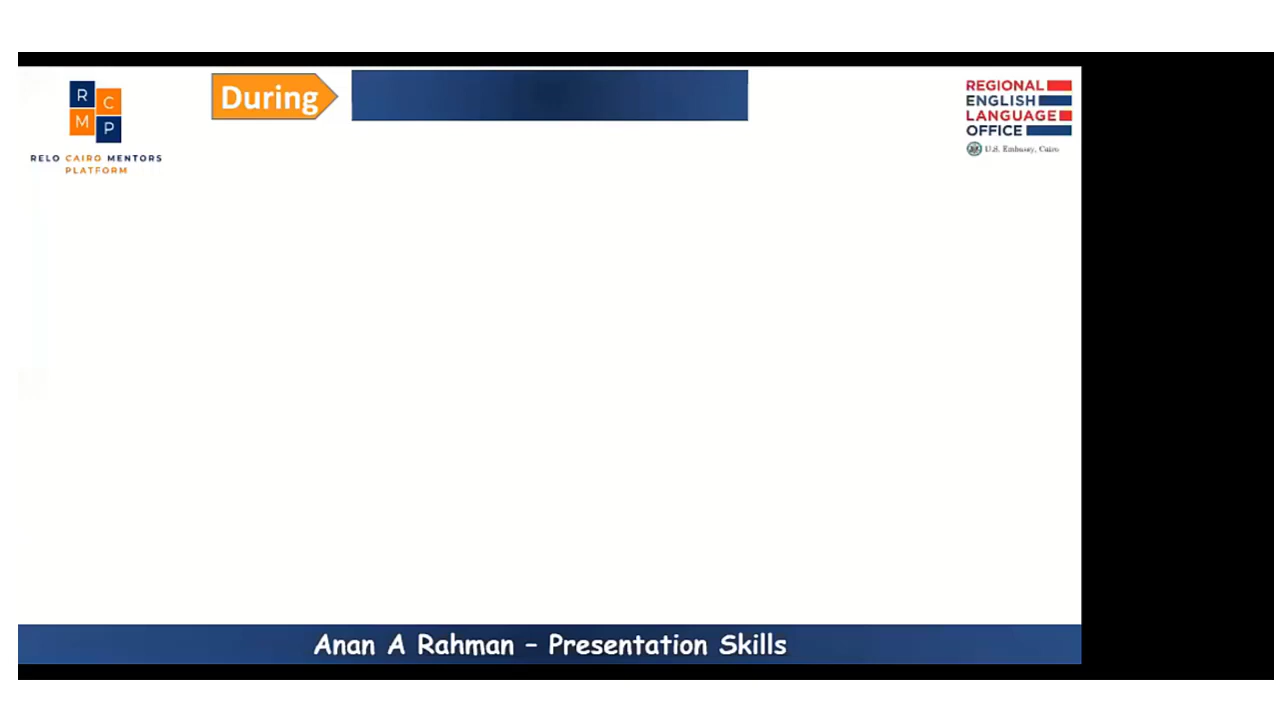 R
C
M
P
RELO CAIRO MENTORS
PLATFORM
During
REGIONAL
ENGLISH
LANGUAGE
OFFICE
U.S. Embassy, Cairo
Anan A Rahman – Presentation Skills